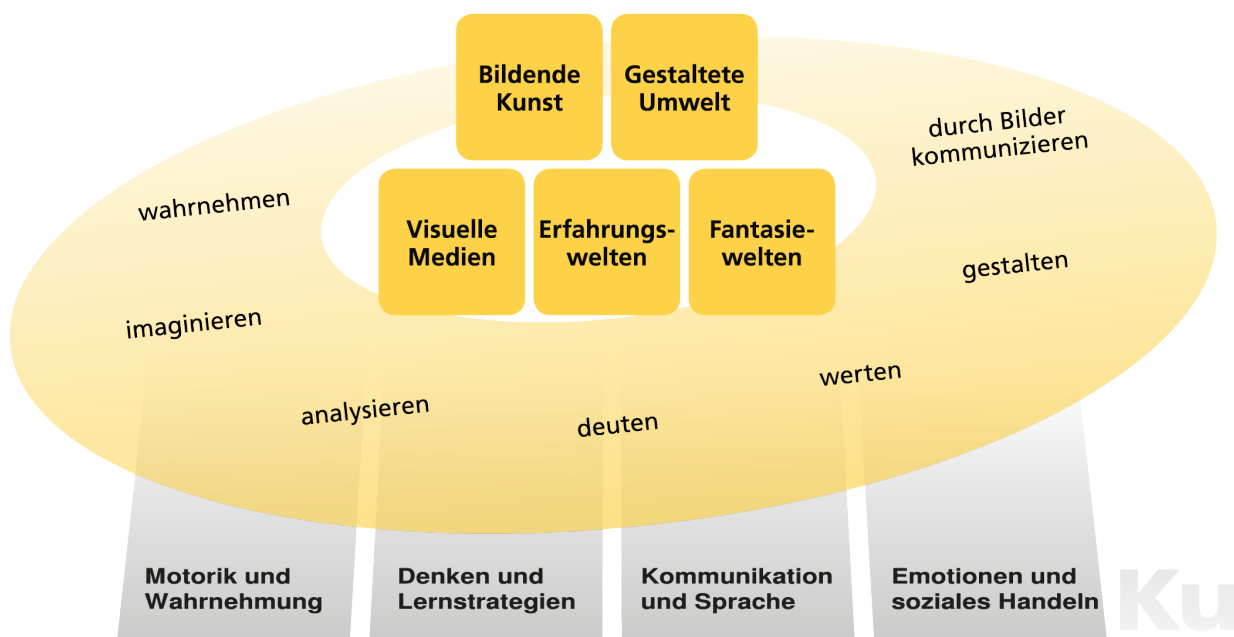 Bildende
Kunst
Gestaltete
Umwelt
durch Bilder
kommunizieren
wahrnehmen
Visuelle
Medien
Erfahrungs-
welten
Fantasie-
welten
gestalten
imaginieren
werten
analysieren
deuten
Motorik und
Wahrnehmung
Denken und
Lernstrategien
Kommunikation
und Sprache
Emotionen und
soziales Handeln
Ku